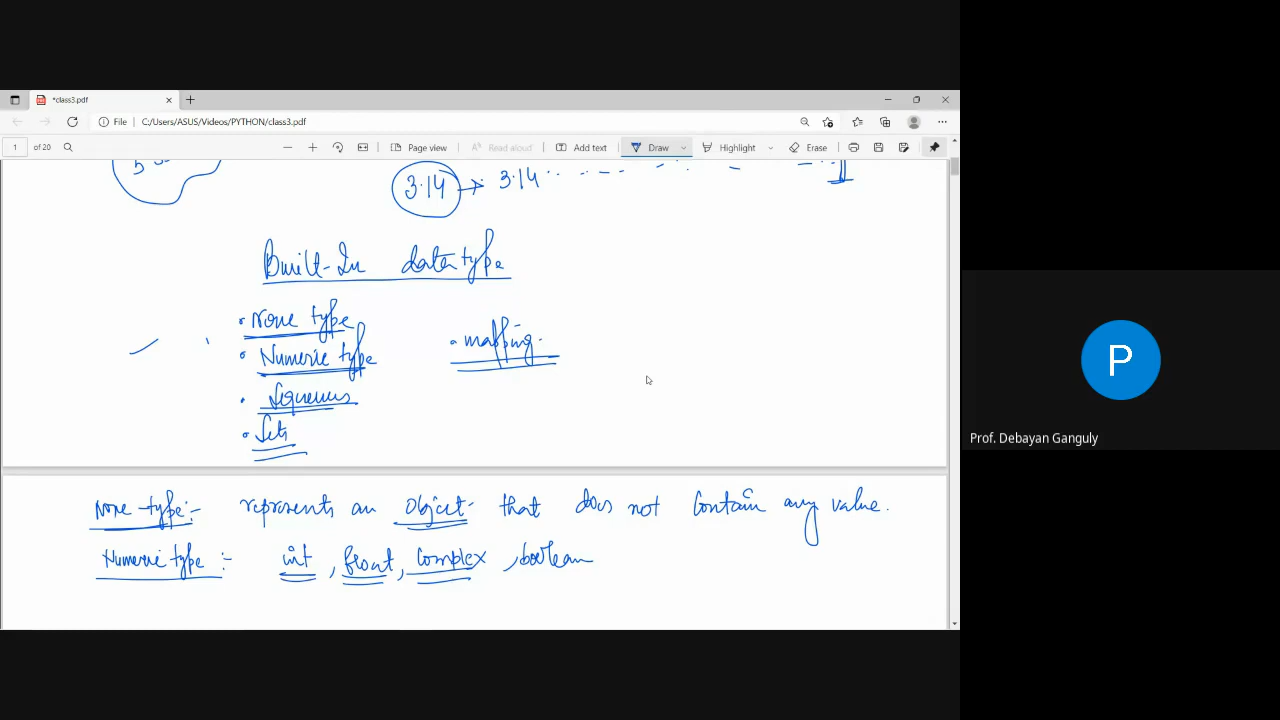 *class3.pdf
File C:/Users/ASUS/Videos/PYTHON/class3.pdf
1 of 20 Page view Read aloud Add text Draw Highlight Erase
3.14 → 3.14
Built-In datatype
• None type
• Numeric type • mapping
• Sequences
• Sets
None-type:- represents an object that does not contain any value.
Numeric type :- int, float, complex, boolean
P
Prof. Debayan Ganguly